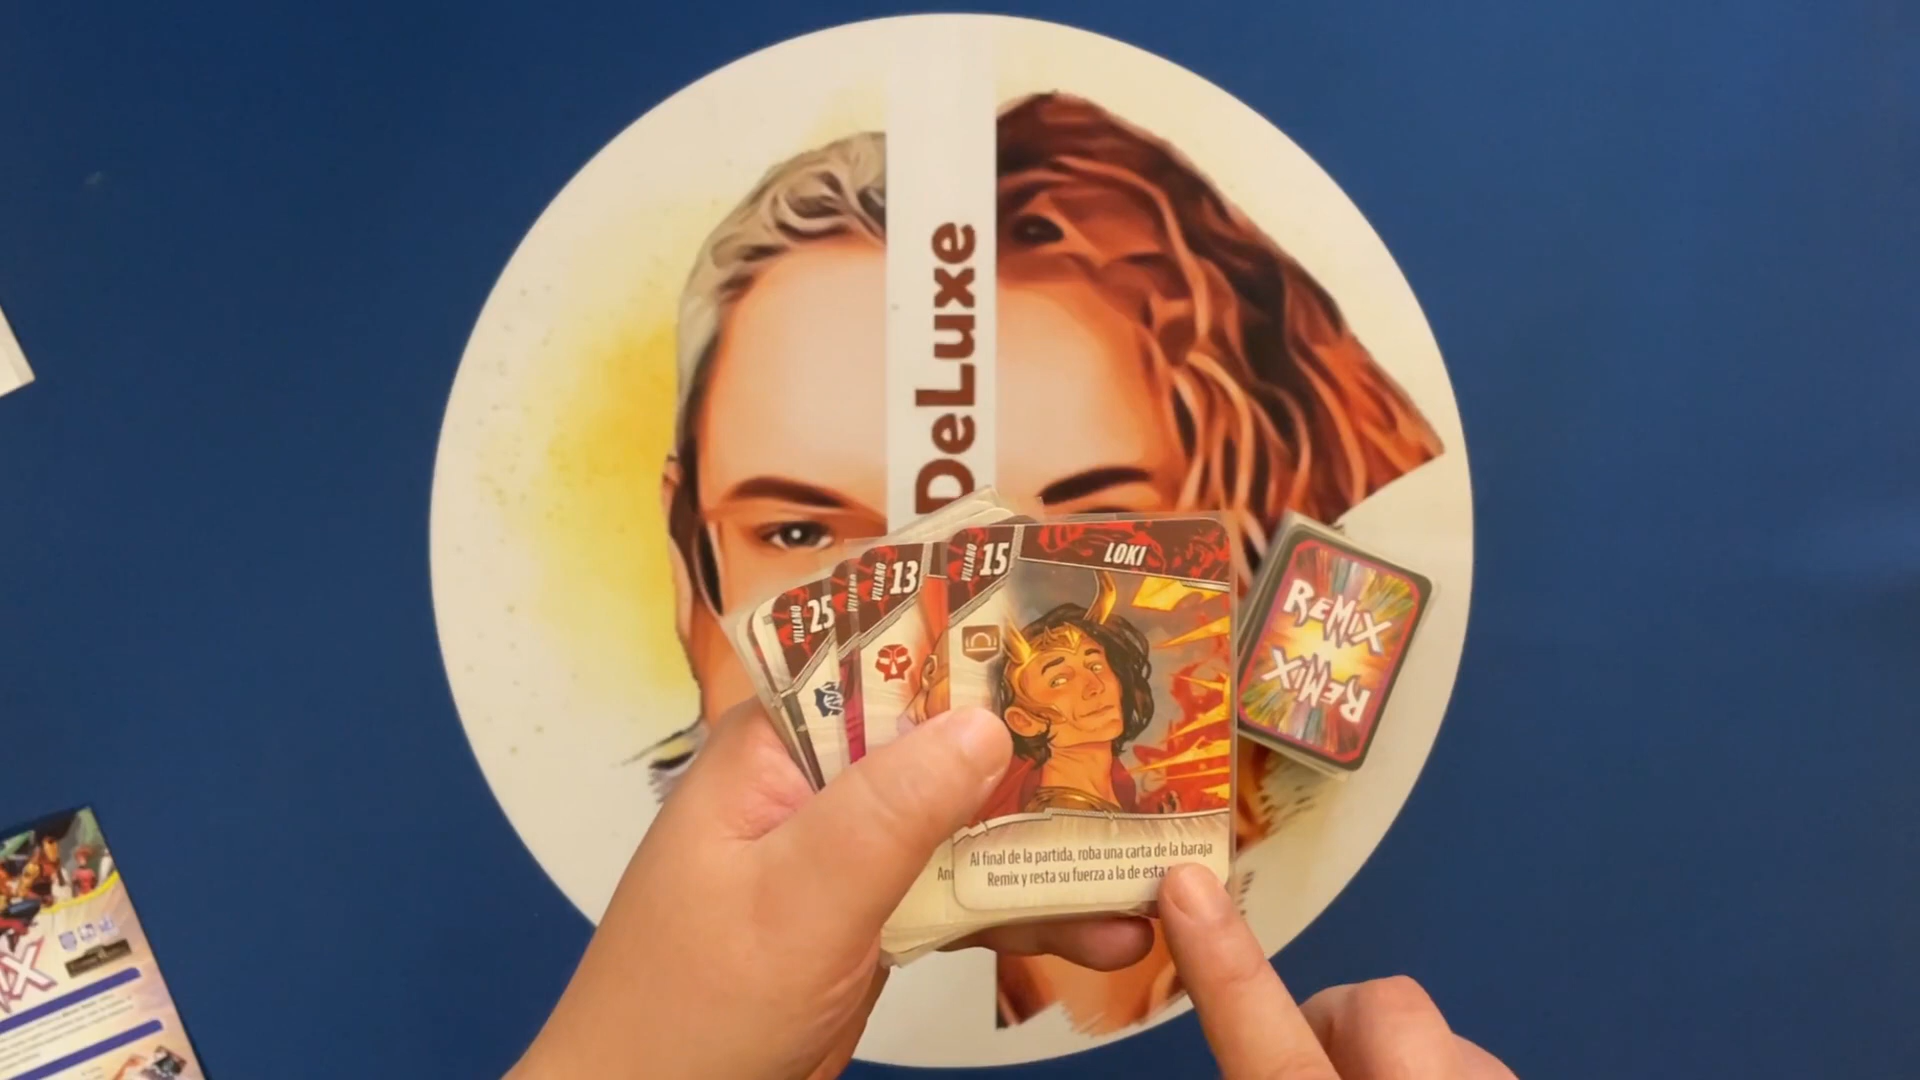 DeLuxe
VILLANO 25
VILLANO
VILLANO 13
VILLANO 15
LOKI
Al final de la partida, roba una carta de la baraja
Remix y resta su fuerza a la de esta
REMIX
REMIX